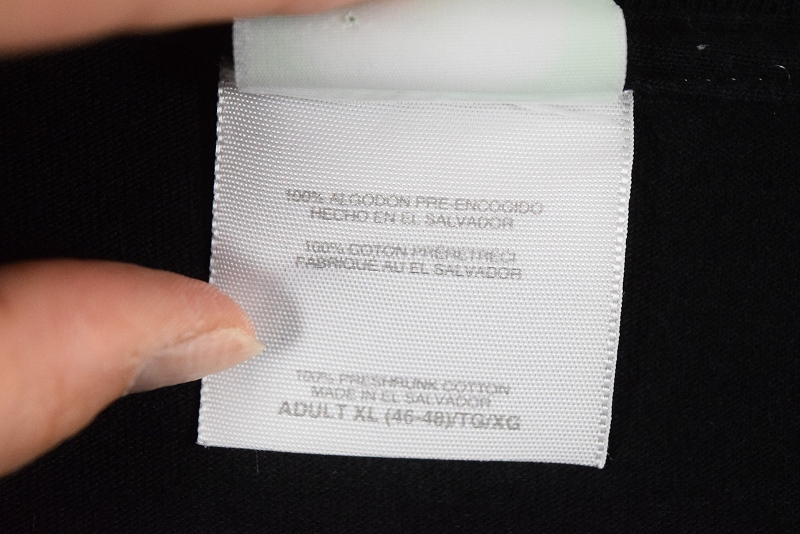 100% ALGODON PRE-ENCOGIDO
HECHO EN EL SALVADOR
100% COTON PRÉRÉTRÉCI
FABRIQUÉ AU EL SALVADOR
100% PRESHRUNK COTTON
MADE IN EL SALVADOR
ADULT XL (46-48)/TG/XG